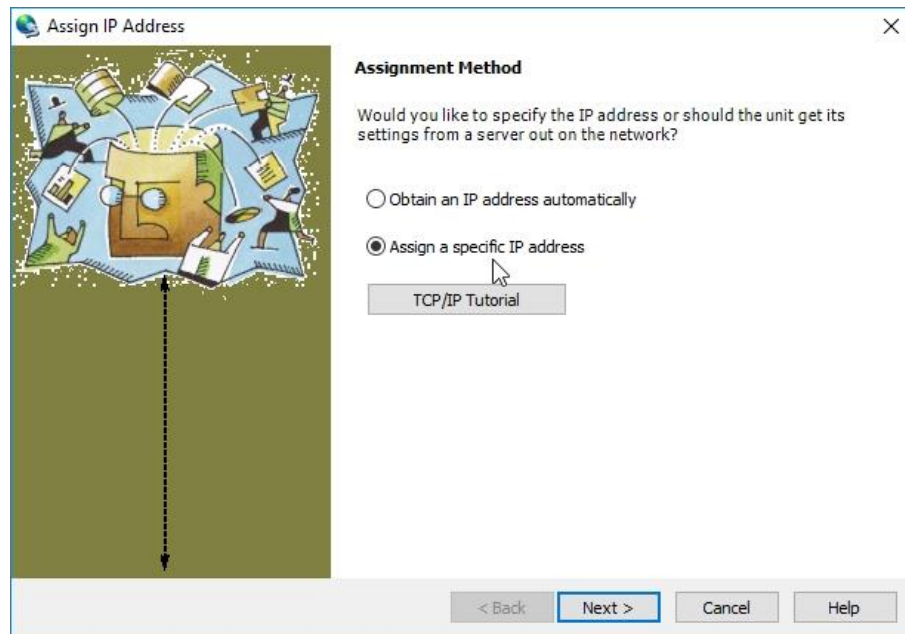 Assign IP Address
Assignment Method
Would you like to specify the IP address or should the unit get its
settings from a server out on the network?
Obtain an IP address automatically
Assign a specific IP address
TCP/IP Tutorial
< Back
Next >
Cancel
Help